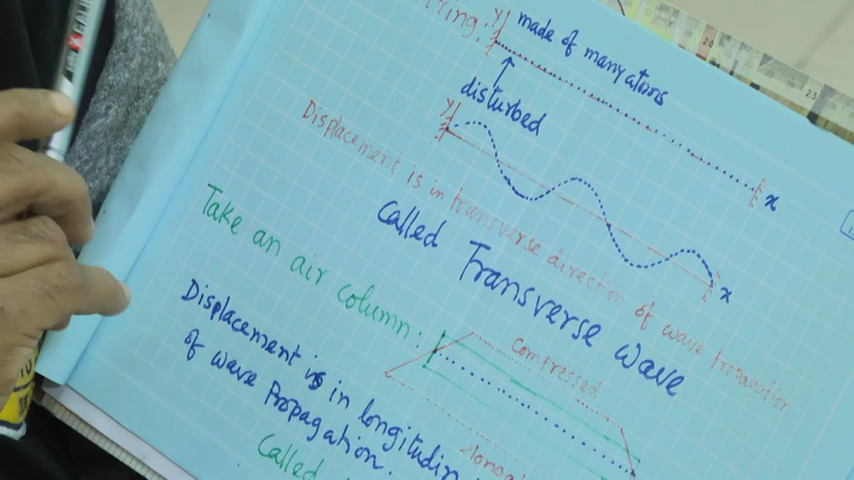 y made of many atoms
disturbed
x
y
Displacement is in transverse direction of wave propagation
x
Called Transverse wave
Take an air column:
Compressed
Displacement is in longitudin
of wave Propagation.
Called